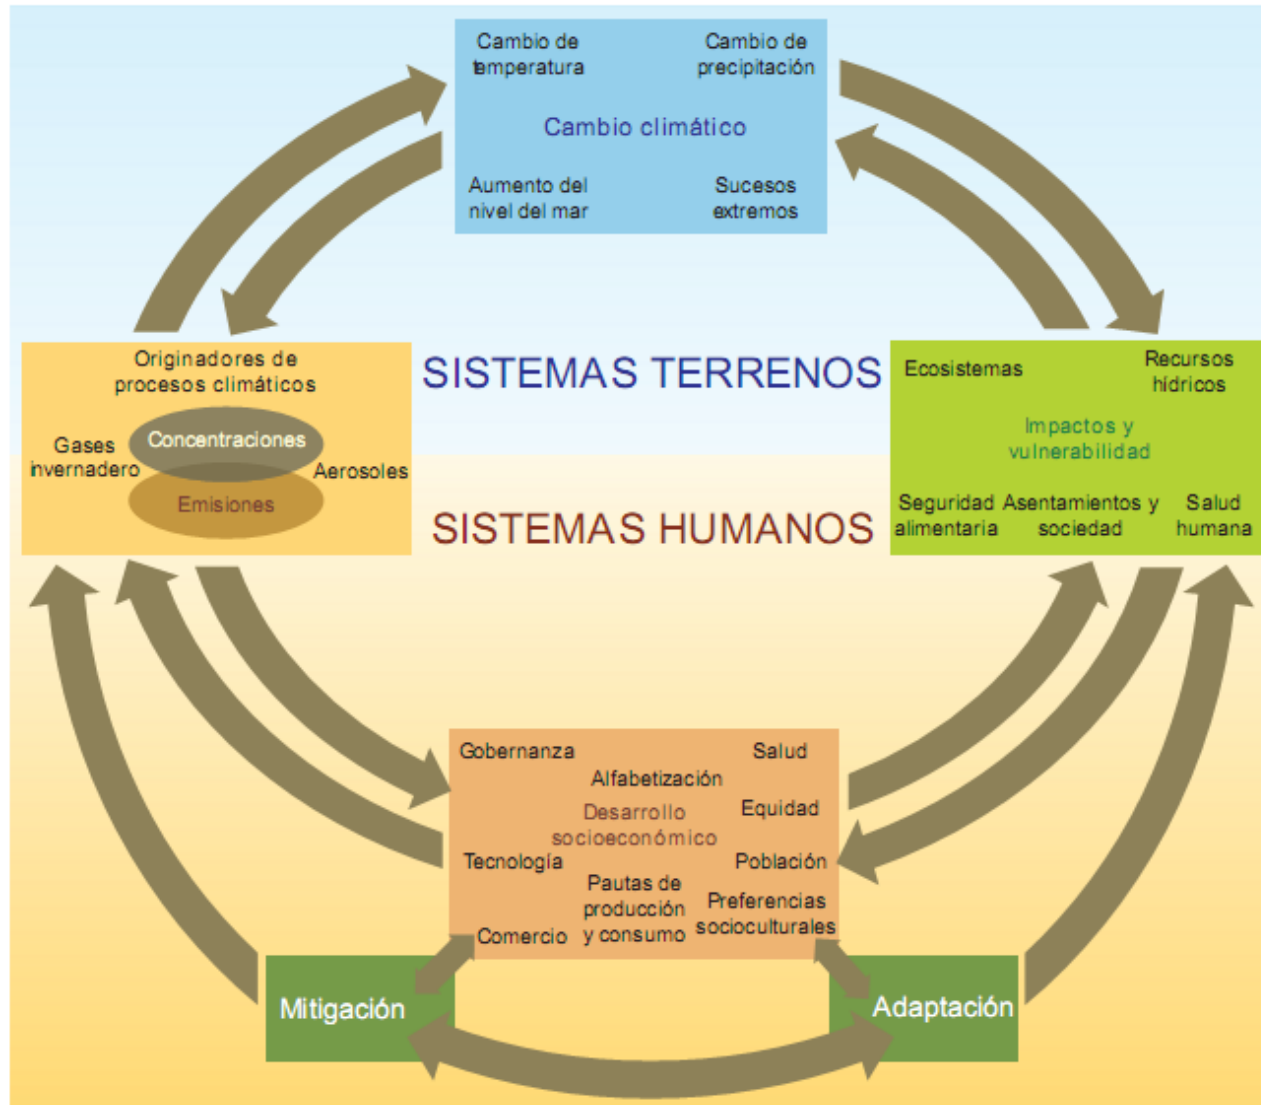 Cambio de
temperatura
Cambio de
precipitación
Cambio climático
Aumento del
nivel del mar
Sucesos
extremos
Originadores de
procesos climáticos
Concentraciones
Gases
invernadero
Aerosoles
Emisiones
SISTEMAS TERRENOS
SISTEMAS HUMANOS
Ecosistemas
Recursos
hídricos
Impactos y
vulnerabilidad
Seguridad
alimentaria
Asentamientos y
sociedad
Salud
humana
Gobernanza
Salud
Alfabetización
Desarrollo
socioeconómico
Equidad
Tecnología
Población
Pautas de
producción
y consumo
Preferencias
socioculturales
Comercio
Mitigación
Adaptación